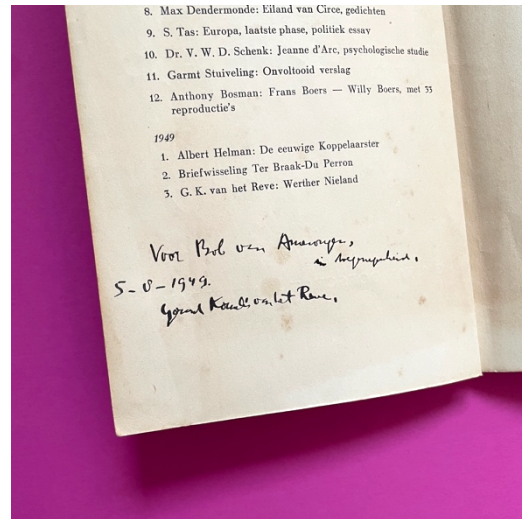 8. Max Dendermonde: Eiland van Circe, gedichten
9. S. Tas: Europa, laatste phase, politiek essay
10. Dr. V. W. D. Schenk: Jeanne d'Arc, psychologische studie
11. Garmt Stuiveling: Onvoltooid verslag
12. Anthony Bosman: Frans Boers — Willy Boers, met 33
reproductie's
1949
1. Albert Helman: De eeuwige Koppelaarster
2. Briefwisseling Ter Braak-Du Perron
3. G. K. van het Reve: Werther Nieland
Voor Bob van
in
5-8-1949.
van het Reve.